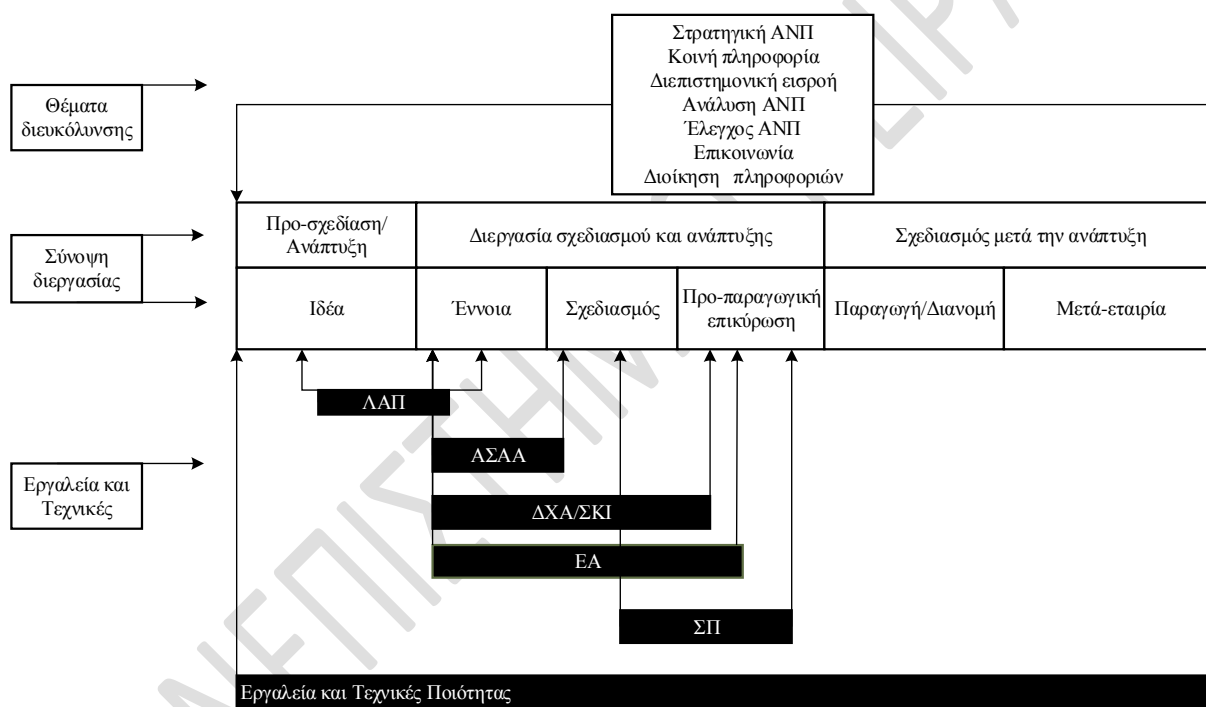 Στρατηγική ΑΝΠ
Κοινή πληροφορία
Διεπιστημονική εισροή
Ανάλυση ΑΝΠ
Έλεγχος ΑΝΠ
Επικοινωνία
Διοίκηση πληροφοριών
Θέματα
διευκόλυνσης
Σύνοψη
διεργασίας
Προ-σχεδίαση/
Ανάπτυξη
Διεργασία σχεδιασμού και ανάπτυξης
Σχεδιασμός μετά την ανάπτυξη
Ιδέα
Έννοια
Σχεδιασμός
Προ-παραγωγική
επικύρωση
Παραγωγή/Διανομή
Μετά-εταιρία
Εργαλεία και
Τεχνικές
ΛΑΠ
ΑΣΑΑ
ΔΧΑ/ΣΚΙ
ΕΑ
ΣΠ
Εργαλεία και Τεχνικές Ποιότητας